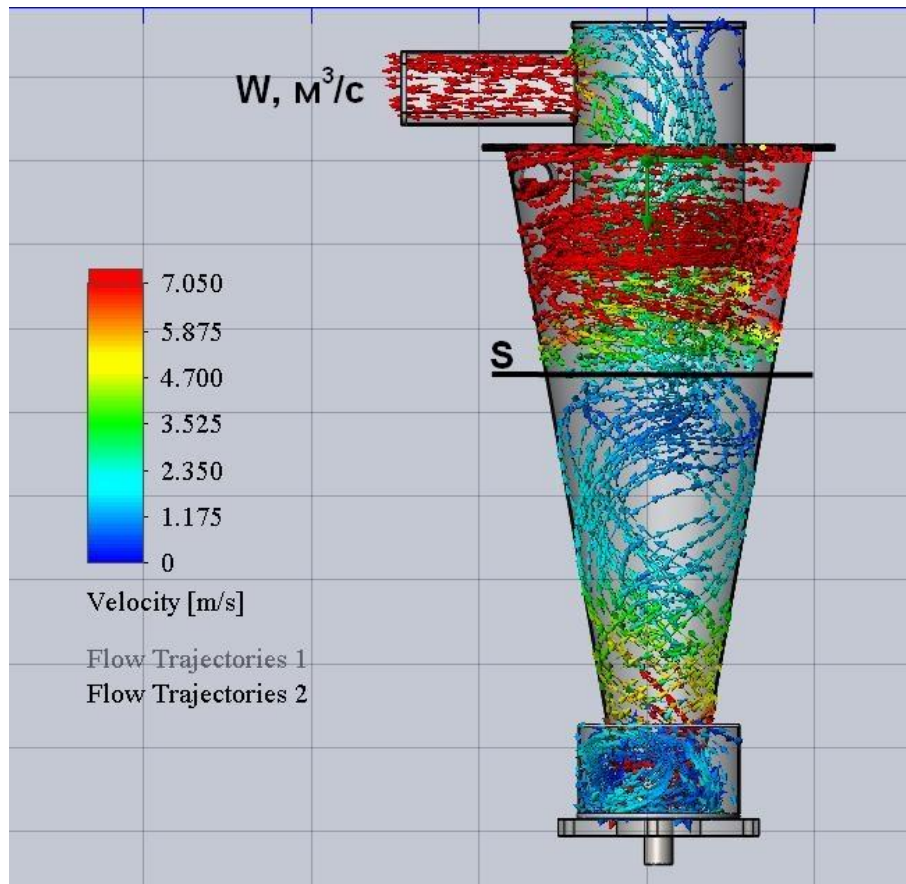 W, м³/с
S
7.050
5.875
4.700
3.525
2.350
1.175
0
Velocity [m/s]
Flow Trajectories 1
Flow Trajectories 2